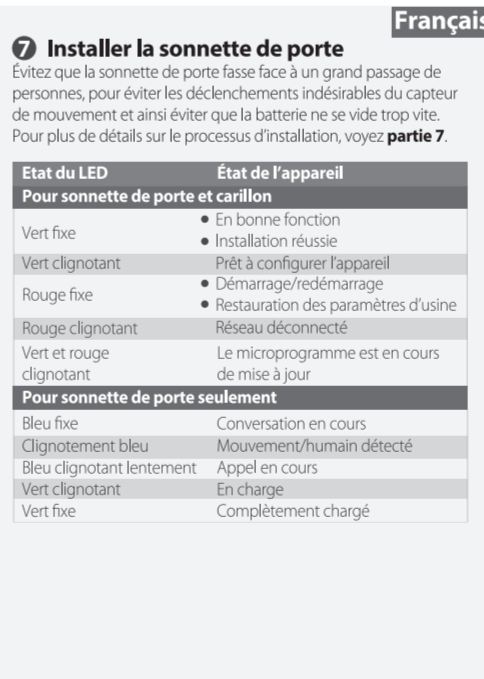 Français
7 Installer la sonnette de porte
Évitez que la sonnette de porte fasse face à un grand passage de
personnes, pour éviter les déclenchements indésirables du capteur
de mouvement et ainsi éviter que la batterie ne se vide trop vite.
Pour plus de détails sur le processus d'installation, voyez partie 7.
Etat du LED État de l'appareil
Pour sonnette de porte et carillon
Vert fixe
• En bonne fonction
• Installation réussie
Vert clignotant Prêt à configurer l'appareil
Rouge fixe
• Démarrage/redémarrage
• Restauration des paramètres d'usine
Rouge clignotant Réseau déconnecté
Vert et rouge Le microprogramme est en cours
clignotant de mise à jour
Pour sonnette de porte seulement
Bleu fixe Conversation en cours
Clignotement bleu Mouvement/humain détecté
Bleu clignotant lentement Appel en cours
Vert clignotant En charge
Vert fixe Complètement chargé